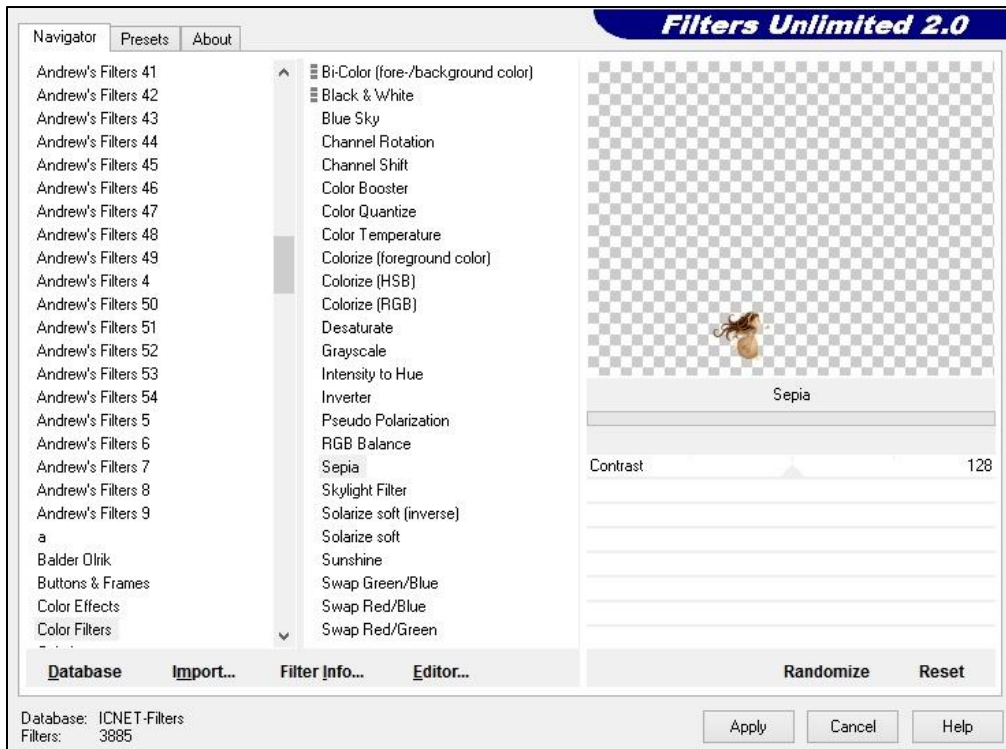 Filters Unlimited 2.0
Navigator
Presets
About
Andrew's Filters 41
Andrew's Filters 42
Andrew's Filters 43
Andrew's Filters 44
Andrew's Filters 45
Andrew's Filters 46
Andrew's Filters 47
Andrew's Filters 48
Andrew's Filters 49
Andrew's Filters 4
Andrew's Filters 50
Andrew's Filters 51
Andrew's Filters 52
Andrew's Filters 53
Andrew's Filters 54
Andrew's Filters 5
Andrew's Filters 6
Andrew's Filters 7
Andrew's Filters 8
Andrew's Filters 9
a
Balder Olrik
Buttons & Frames
Color Effects
Color Filters
Bi-Color (fore-/background color)
Black & White
Blue Sky
Channel Rotation
Channel Shift
Color Booster
Color Quantize
Color Temperature
Colorize (foreground color)
Colorize (HSB)
Colorize (RGB)
Desaturate
Grayscale
Intensity to Hue
Inverter
Pseudo Polarization
RGB Balance
Sepia
Skylight Filter
Solarize soft (inverse)
Solarize soft
Sunshine
Swap Green/Blue
Swap Red/Blue
Swap Red/Green
Sepia
Contrast 128
Database
Import...
Filter Info...
Editor...
Randomize
Reset
Database: ICNET-Filters
Filters: 3885
Apply
Cancel
Help